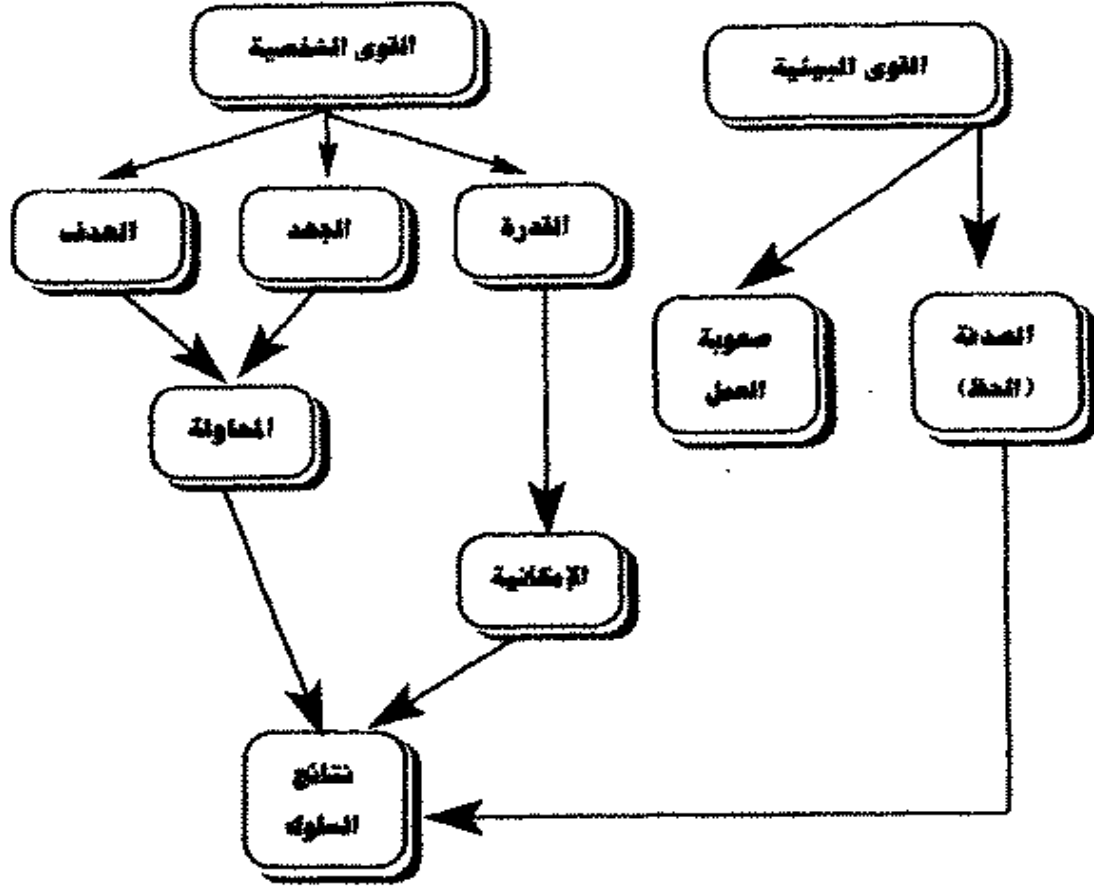 القوى الشخصية
القوى البيئية
الهدف
الجهد
القدرة
صعوبة
العمل
الصدفة
(الحظ)
المحاولة
الإمكانية
نتائج
السلوك